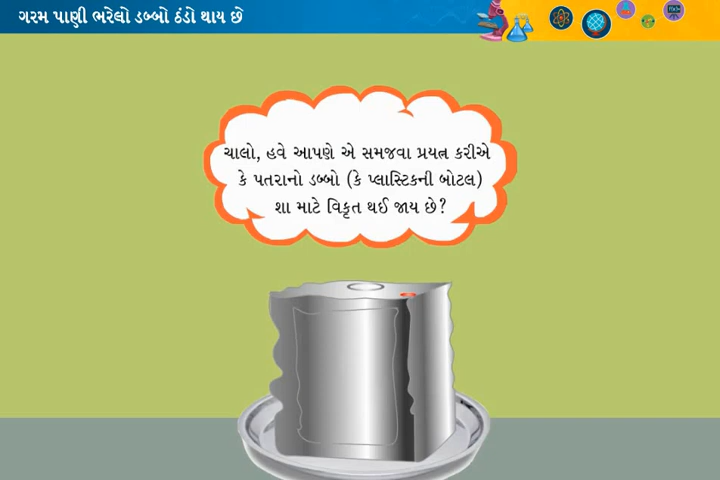 ગરમ પાણી ભરેલો ડબ્બો ઠંડો થાય છે
ચાલો, હવે આપણે એ સમજવા પ્રયત્ન કરીએ
કે પતરાનો ડબ્બો (કે પ્લાસ્ટિકની બોટલ)
શા માટે વિકૃત થઈ જાય છે?